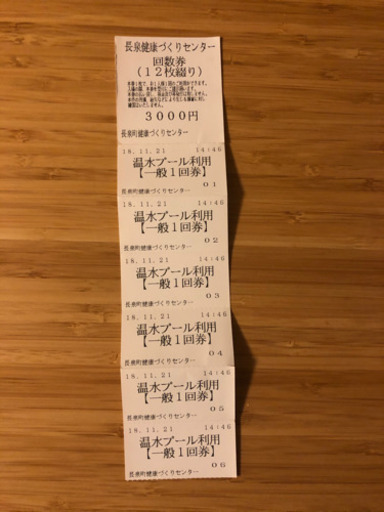 長泉健康づくりセンター
回数券
(12枚綴り)
3000円
長泉町健康づくりセンター
18.11.21 14:46
温水プール利用
【一般1回券】
長泉町健康づくりセンター 01
18.11.21 14:46
温水プール利用
【一般1回券】
長泉町健康づくりセンター 02
18.11.21 14:46
温水プール利用
【一般1回券】
長泉町健康づくりセンター 03
18.11.21 14:46
温水プール利用
【一般1回券】
長泉町健康づくりセンター 04
18.11.21 14:46
温水プール利用
【一般1回券】
長泉町健康づくりセンター 05
18.11.21 14:46
温水プール利用
【一般1回券】
長泉町健康づくりセンター 06